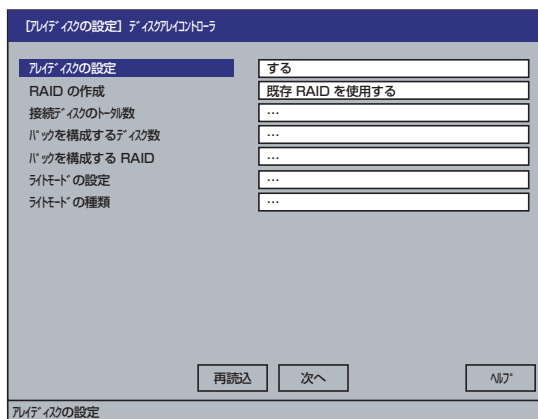 [ｱﾚｲﾃﾞｨｽｸの設定] ﾃﾞｨｽｸｱﾚｲｺﾝﾄﾛｰﾗ
ｱﾚｲﾃﾞｨｽｸの設定 する
RAID の作成 既存 RAID を使用する
接続ﾃﾞｨｽｸのﾄｰﾀﾙ数 …
ﾊﾟｯｸを構成するﾃﾞｨｽｸ数 …
ﾊﾟｯｸを構成する RAID …
ﾗｲﾄﾓｰﾄﾞの設定 …
ﾗｲﾄﾓｰﾄﾞの種類 …
再読込 次へ ﾍﾙﾌﾟ
ｱﾚｲﾃﾞｨｽｸの設定